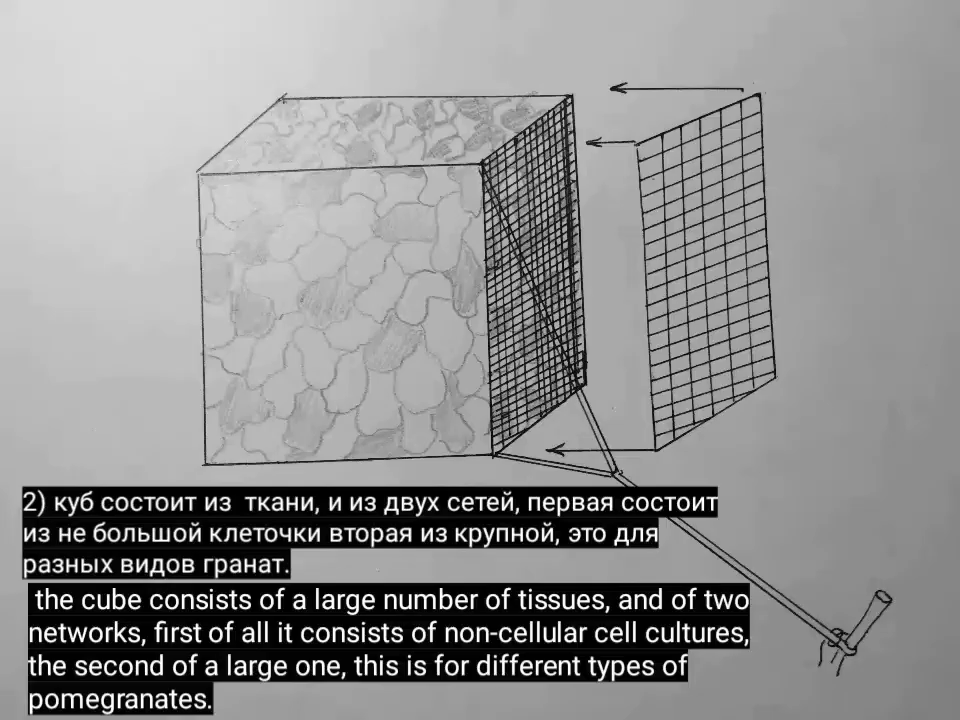 2) куб состоит из ткани, и из двух сетей, первая состоит
из не большой клеточки вторая из крупной, это для
разных видов гранат.
the cube consists of a large number of tissues, and of two
networks, first of all it consists of non-cellular cell cultures,
the second of a large one, this is for different types of
pomegranates.